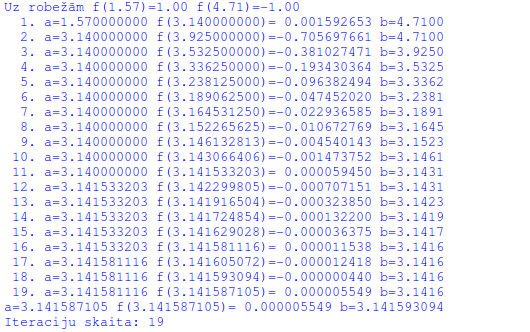 Uz robežām f(1.57)=1.00 f(4.71)=-1.00
1. a=1.570000000 f(3.140000000)= 0.001592653 b=4.7100
2. a=3.140000000 f(3.925000000)=-0.705697661 b=4.7100
3. a=3.140000000 f(3.532500000)=-0.381027471 b=3.9250
4. a=3.140000000 f(3.336250000)=-0.193430364 b=3.5325
5. a=3.140000000 f(3.238125000)=-0.096382494 b=3.3362
6. a=3.140000000 f(3.189062500)=-0.047452020 b=3.2381
7. a=3.140000000 f(3.164531250)=-0.022936585 b=3.1891
8. a=3.140000000 f(3.152265625)=-0.010672769 b=3.1645
9. a=3.140000000 f(3.146132813)=-0.004540143 b=3.1523
10. a=3.140000000 f(3.143066406)=-0.001473752 b=3.1461
11. a=3.140000000 f(3.141533203)= 0.000059450 b=3.1431
12. a=3.141533203 f(3.142299805)=-0.000707151 b=3.1431
13. a=3.141533203 f(3.141916504)=-0.000323850 b=3.1423
14. a=3.141533203 f(3.141724854)=-0.000132200 b=3.1419
15. a=3.141533203 f(3.141629028)=-0.000036375 b=3.1417
16. a=3.141533203 f(3.141581116)= 0.000011538 b=3.1416
17. a=3.141581116 f(3.141605072)=-0.000012418 b=3.1416
18. a=3.141581116 f(3.141593094)=-0.000000440 b=3.1416
19. a=3.141581116 f(3.141587105)= 0.000005549 b=3.1416
a=3.141587105 f(3.141587105)= 0.000005549 b=3.141593094
Iteraciju skaita: 19